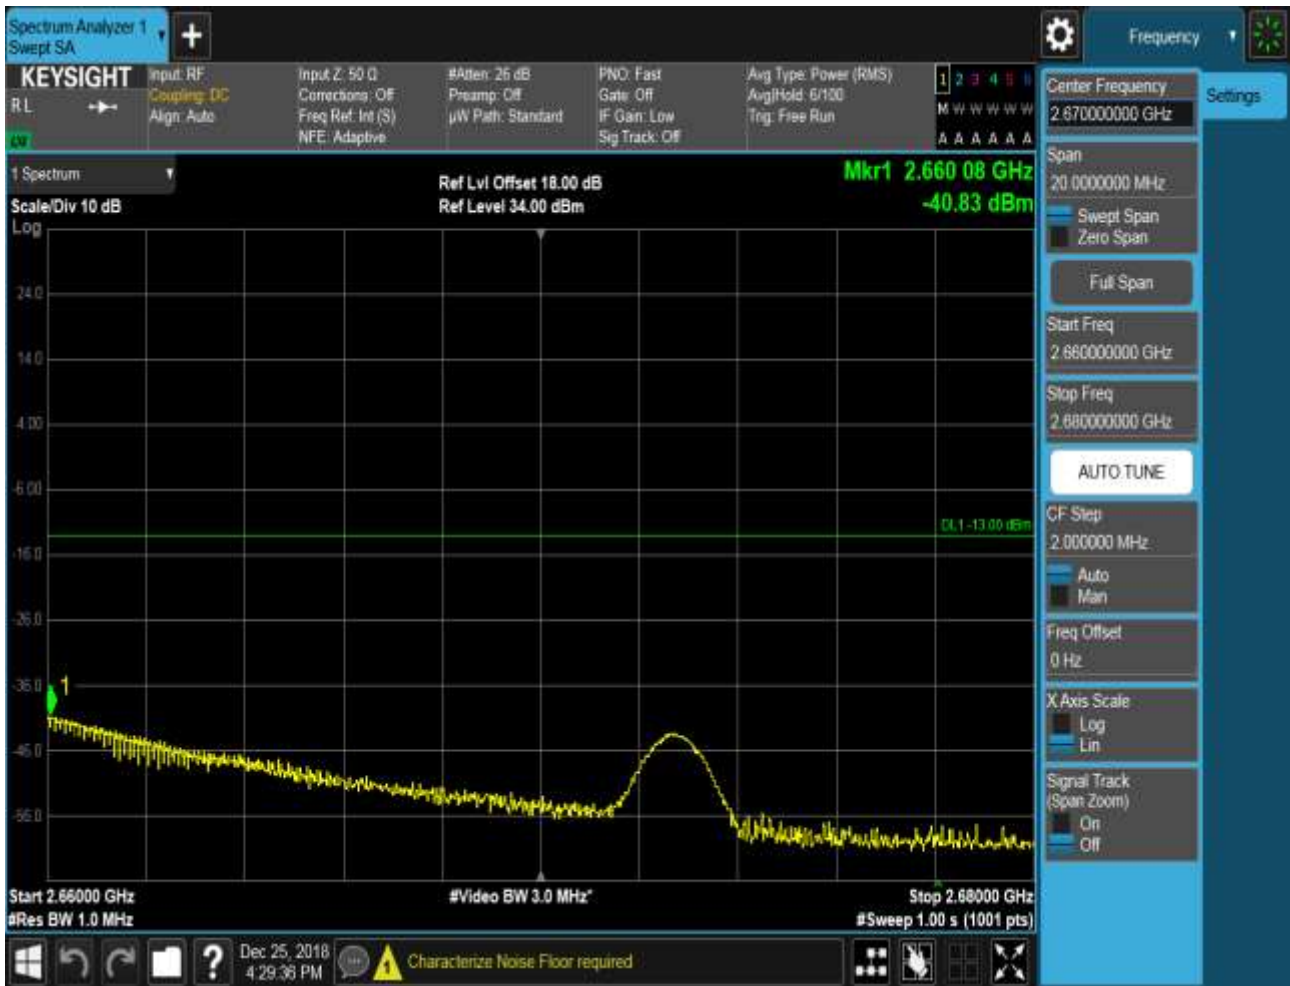 Spectrum Analyzer 1
Swept SA
+
Frequency
KEYSIGHT
RL
LXI
Input: RF
Coupling: DC
Align: Auto
Input Z: 50 Ω
Corrections: Off
Freq Ref: Int (S)
NFE: Adaptive
#Atten: 26 dB
Preamp: Off
µW Path: Standard
PNO: Fast
Gate: Off
IF Gain: Low
Sig Track: Off
Avg Type: Power (RMS)
Avg|Hold: 6/100
Trig: Free Run
1 2 3 4 5 6
M W W W W W
A A A A A A
1 Spectrum
Scale/Div 10 dB
Log
Ref Lvl Offset 18.00 dB
Ref Level 34.00 dBm
Mkr1 2.660 08 GHz
-40.83 dBm
24.0
14.0
4.00
-6.00
-16.0
-26.0
-36.0
-46.0
-56.0
DL1 -13.00 dBm
1
Start 2.66000 GHz
#Res BW 1.0 MHz
#Video BW 3.0 MHz*
Stop 2.68000 GHz
#Sweep 1.00 s (1001 pts)
Center Frequency
2.670000000 GHz
Settings
Span
20.0000000 MHz
Swept Span
Zero Span
Full Span
Start Freq
2.660000000 GHz
Stop Freq
2.680000000 GHz
AUTO TUNE
CF Step
2.000000 MHz
Auto
Man
Freq Offset
0 Hz
X Axis Scale
Log
Lin
Signal Track
(Span Zoom)
On
Off
?
Dec 25, 2018
4:29:36 PM
1
Characterize Noise Floor required